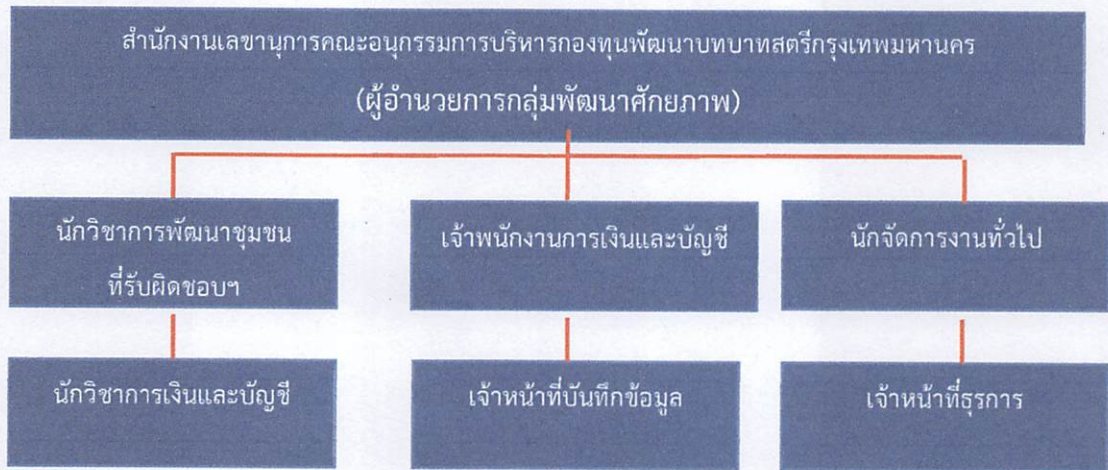 สำนักงานเลขานุการคณะอนุกรรมการบริหารกองทุนพัฒนาบทบาทสตรีกรุงเทพมหานคร
(ผู้อำนวยการกลุ่มพัฒนาศักยภาพ)
นักวิชาการพัฒนาชุมชน
ที่รับผิดชอบฯ
เจ้าพนักงานการเงินและบัญชี
นักจัดการงานทั่วไป
นักวิชาการเงินและบัญชี
เจ้าหน้าที่บันทึกข้อมูล
เจ้าหน้าที่ธุรการ